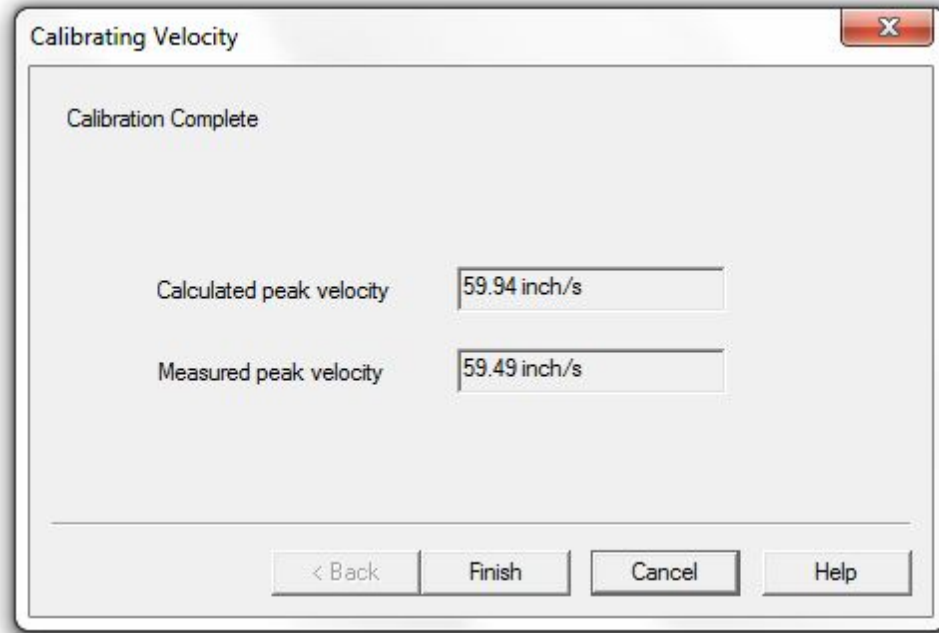 Calibrating Velocity
X
Calibration Complete
Calculated peak velocity 59.94 inch/s
Measured peak velocity 59.49 inch/s
< Back Finish Cancel Help